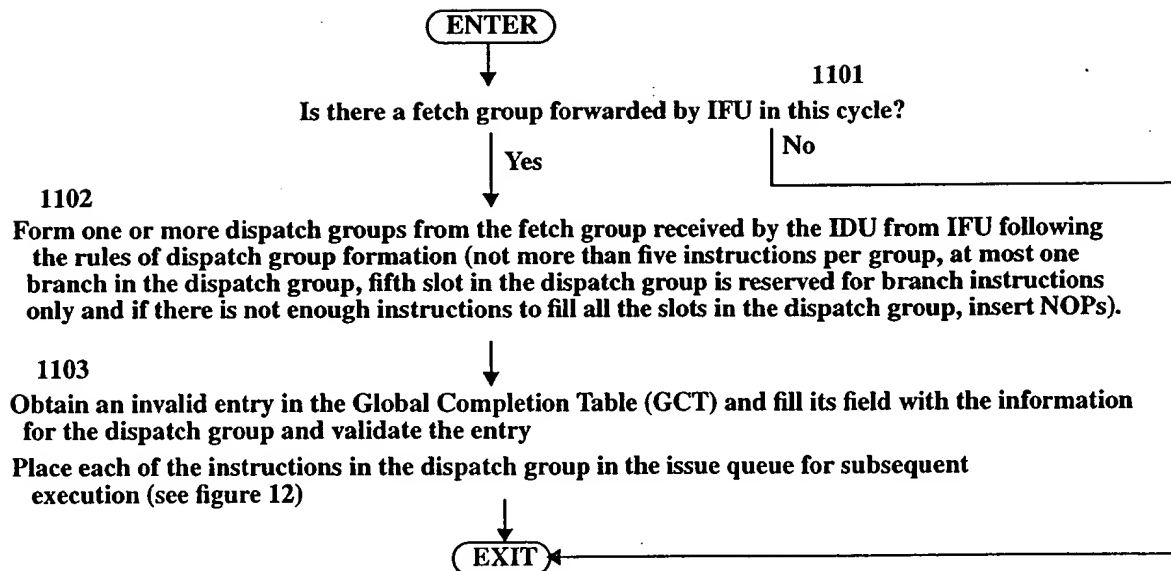 ENTER
1101
Is there a fetch group forwarded by IFU in this cycle?
No
Yes
1102
Form one or more dispatch groups from the fetch group received by the IDU from IFU following
the rules of dispatch group formation (not more than five instructions per group, at most one
branch in the dispatch group, fifth slot in the dispatch group is reserved for branch instructions
only and if there is not enough instructions to fill all the slots in the dispatch group, insert NOPs).
1103
Obtain an invalid entry in the Global Completion Table (GCT) and fill its field with the information
for the dispatch group and validate the entry
Place each of the instructions in the dispatch group in the issue queue for subsequent
execution (see figure 12)
EXIT